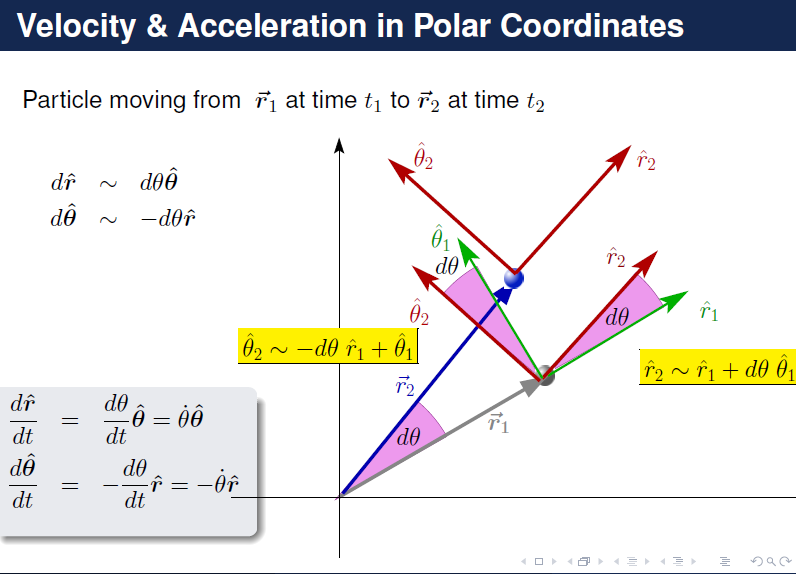 Velocity & Acceleration in Polar Coordinates
Particle moving from r⃗₁ at time t₁ to r⃗₂ at time t₂
dr̂ ∼ dθθ̂
dθ̂ ∼ −dθr̂
θ̂₂
r̂₂
θ̂₁
dθ
r̂₂
θ̂₂
dθ
r̂₁
θ̂₂ ∼ −dθ r̂₁ + θ̂₁
r̂₂ ∼ r̂₁ + dθ θ̂₁
r⃗₂
r⃗₁
dθ
dr̂/dt = dθ/dt θ̂ = θ̇θ̂
dθ̂/dt = −dθ/dt r̂ = −θ̇r̂